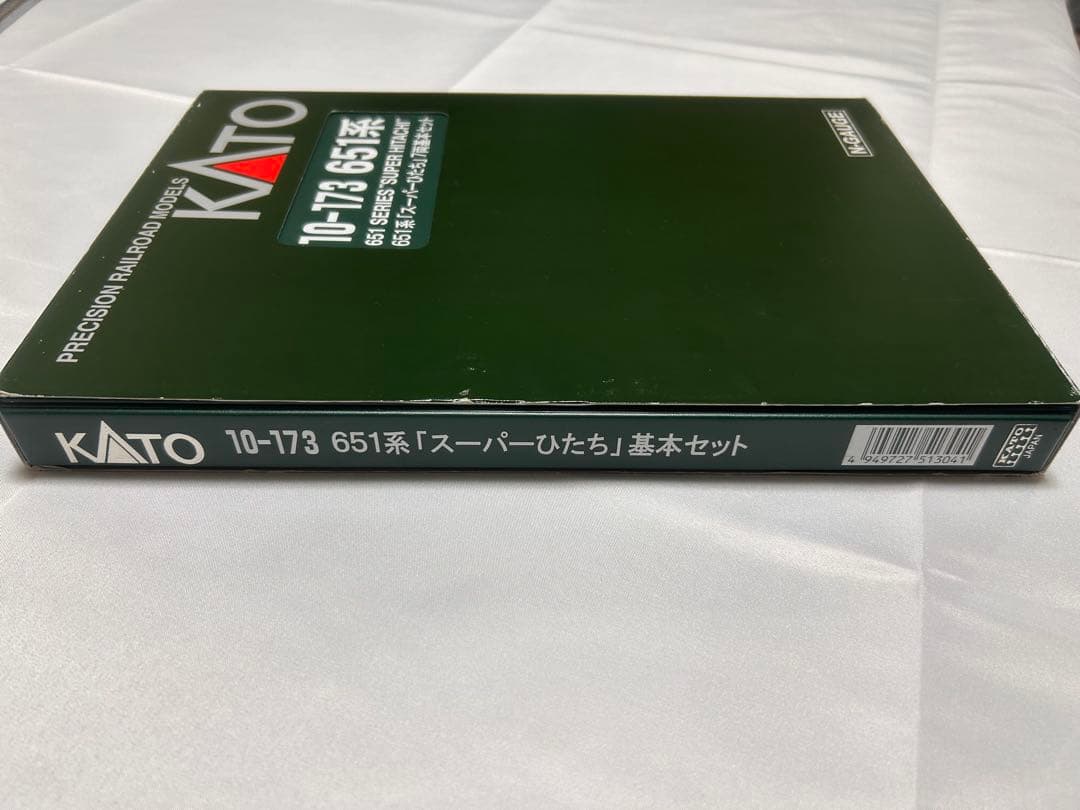 PRECISION RAILROAD MODELS
KATO
10-173 651系
651 SERIES "SUPER HITACHI"
651系「スーパーひたち」7両基本セット
N-GAUGE
KATO 10-173 651系「スーパーひたち」基本セット
4 949727 513041
KATO
JAPAN